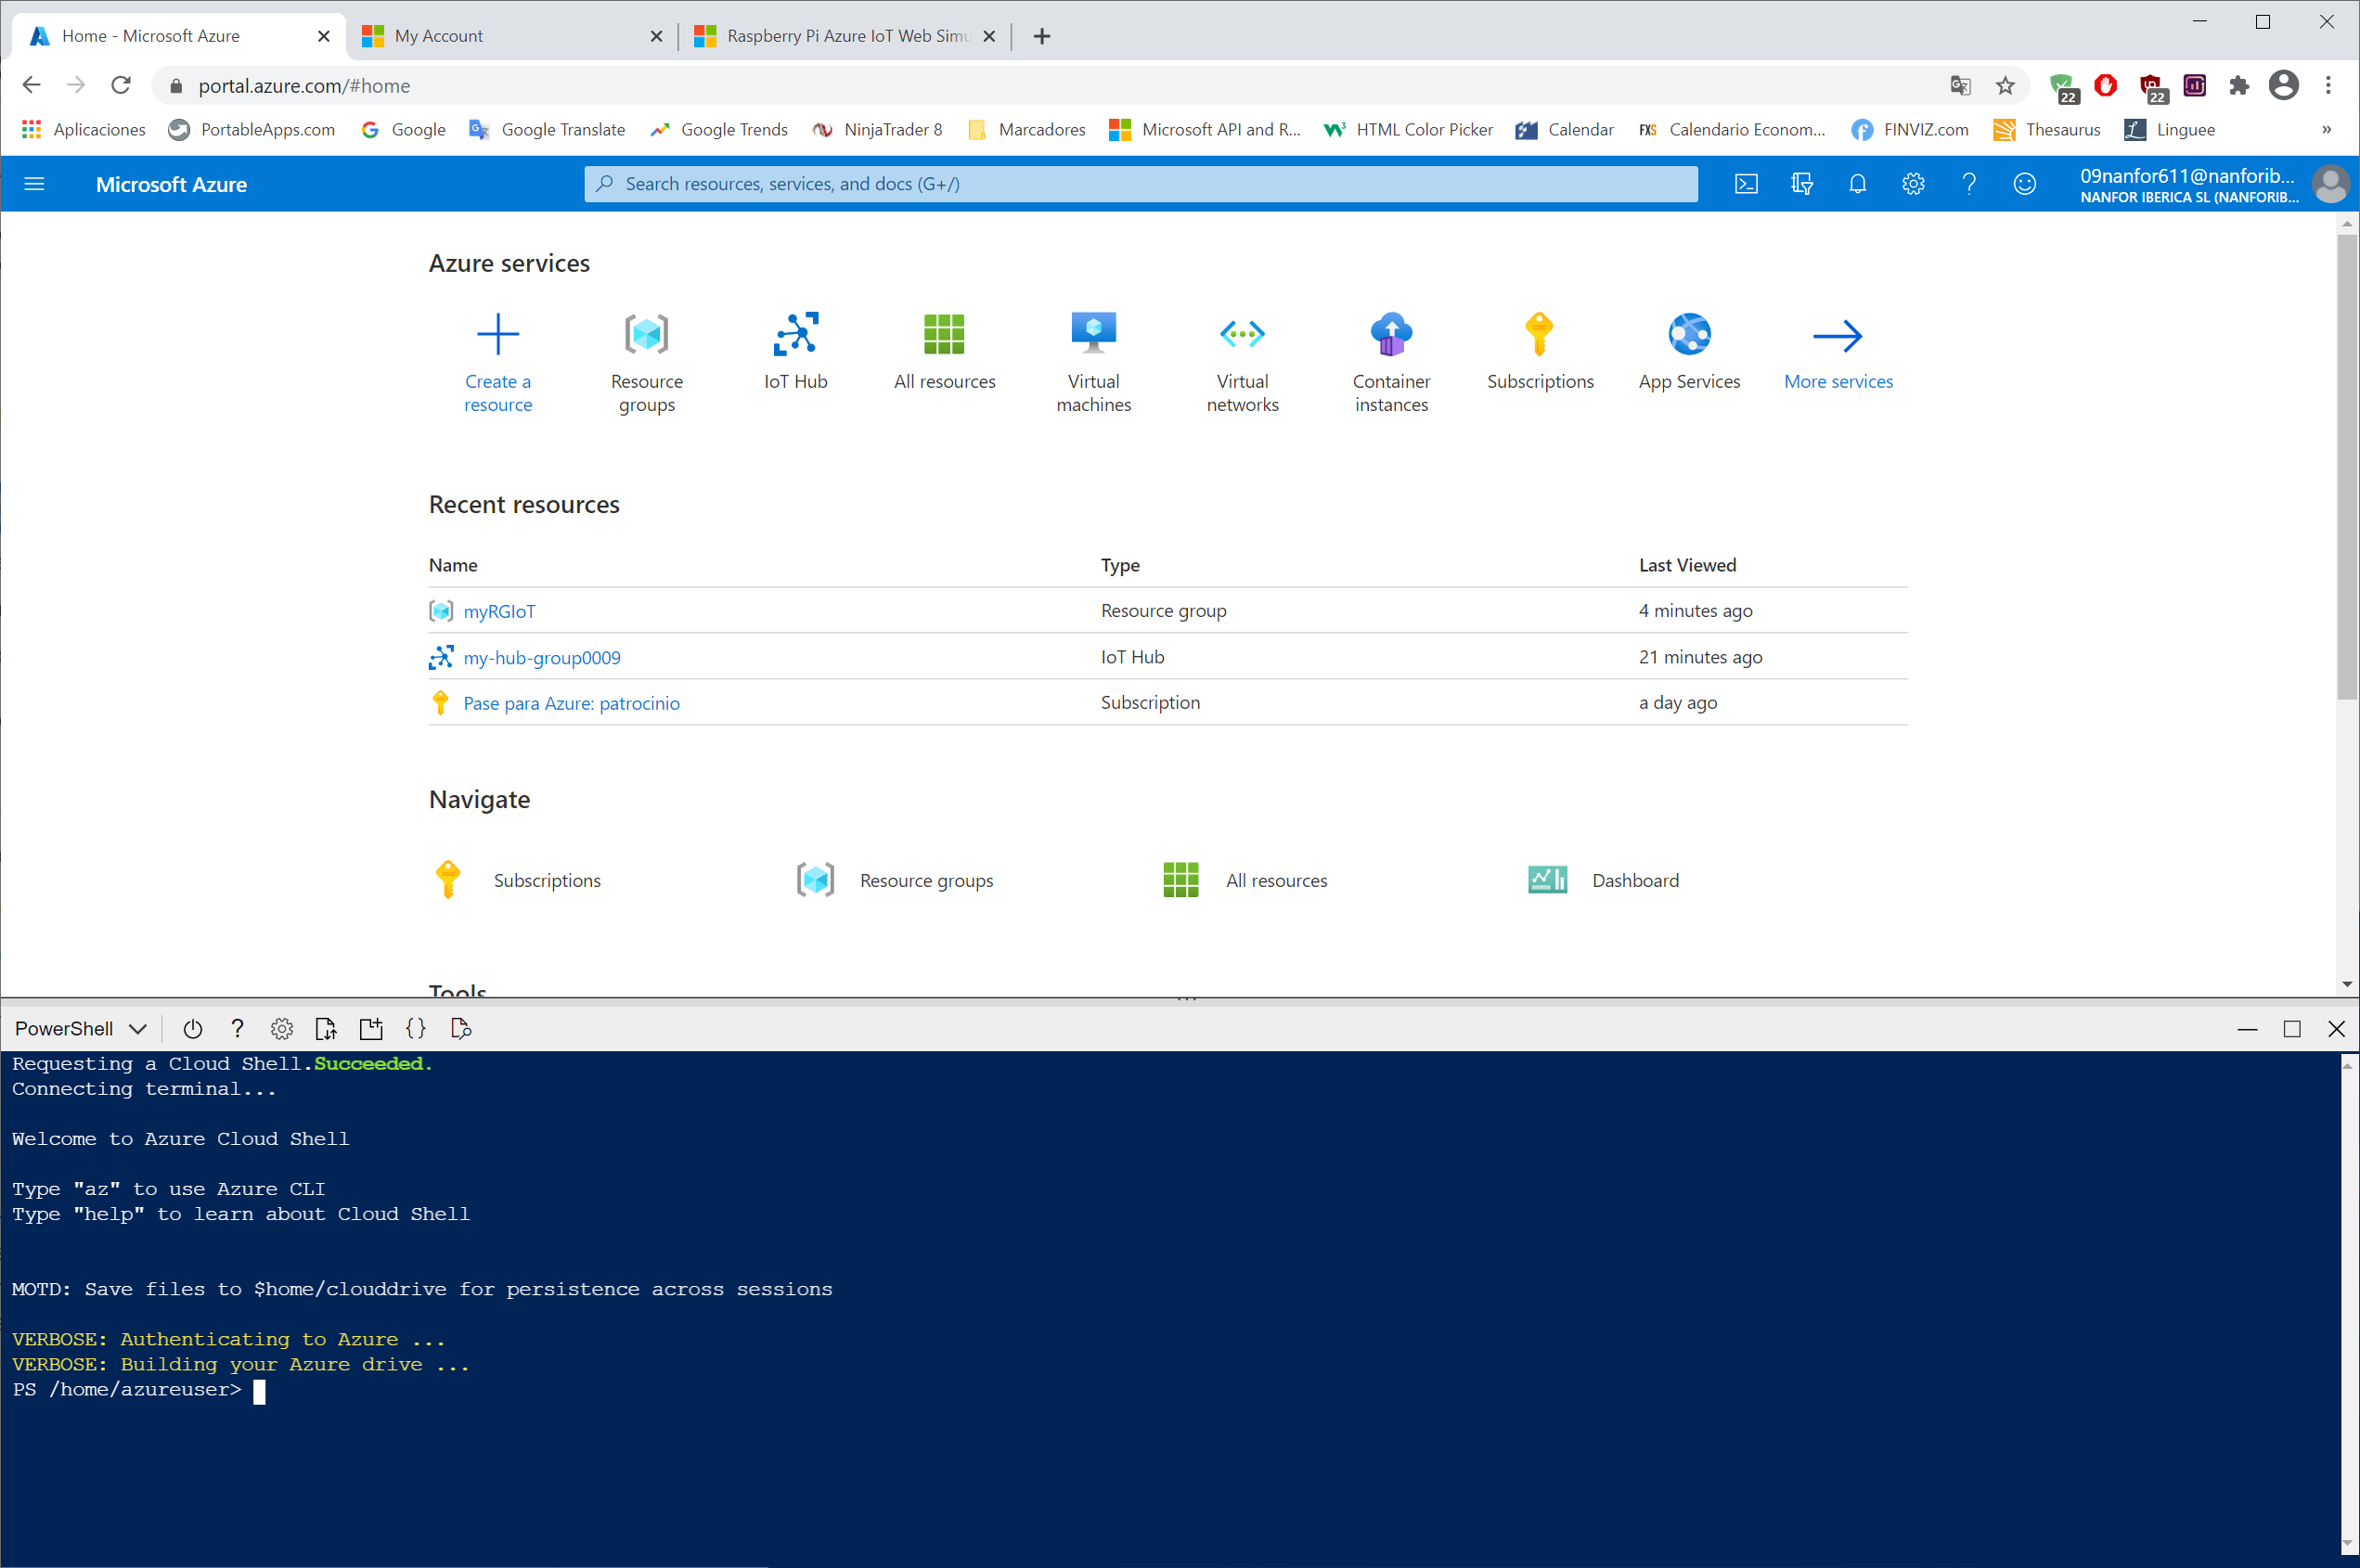 Home - Microsoft Azure
My Account
Raspberry Pi Azure IoT Web Simu
portal.azure.com/#home
22
22
Aplicaciones
PortableApps.com
Google
Google Translate
Google Trends
NinjaTrader 8
Marcadores
Microsoft API and R...
HTML Color Picker
Calendar
FXS
Calendario Econom...
FINVIZ.com
Thesaurus
Linguee
»
Microsoft Azure
Search resources, services, and docs (G+/)
09nanfor611@nanforib...
NANFOR IBERICA SL (NANFORIB...
Azure services
Create a
resource
Resource
groups
IoT Hub
All resources
Virtual
machines
Virtual
networks
Container
instances
Subscriptions
App Services
More services
Recent resources
Name Type Last Viewed
myRGIoT Resource group 4 minutes ago
my-hub-group0009 IoT Hub 21 minutes ago
Pase para Azure: patrocinio Subscription a day ago
Navigate
Subscriptions
Resource groups
All resources
Dashboard
Tools
PowerShell
Requesting a Cloud Shell.Succeeded.
Connecting terminal...
Welcome to Azure Cloud Shell
Type "az" to use Azure CLI
Type "help" to learn about Cloud Shell
MOTD: Save files to $home/clouddrive for persistence across sessions
VERBOSE: Authenticating to Azure ...
VERBOSE: Building your Azure drive ...
PS /home/azureuser>